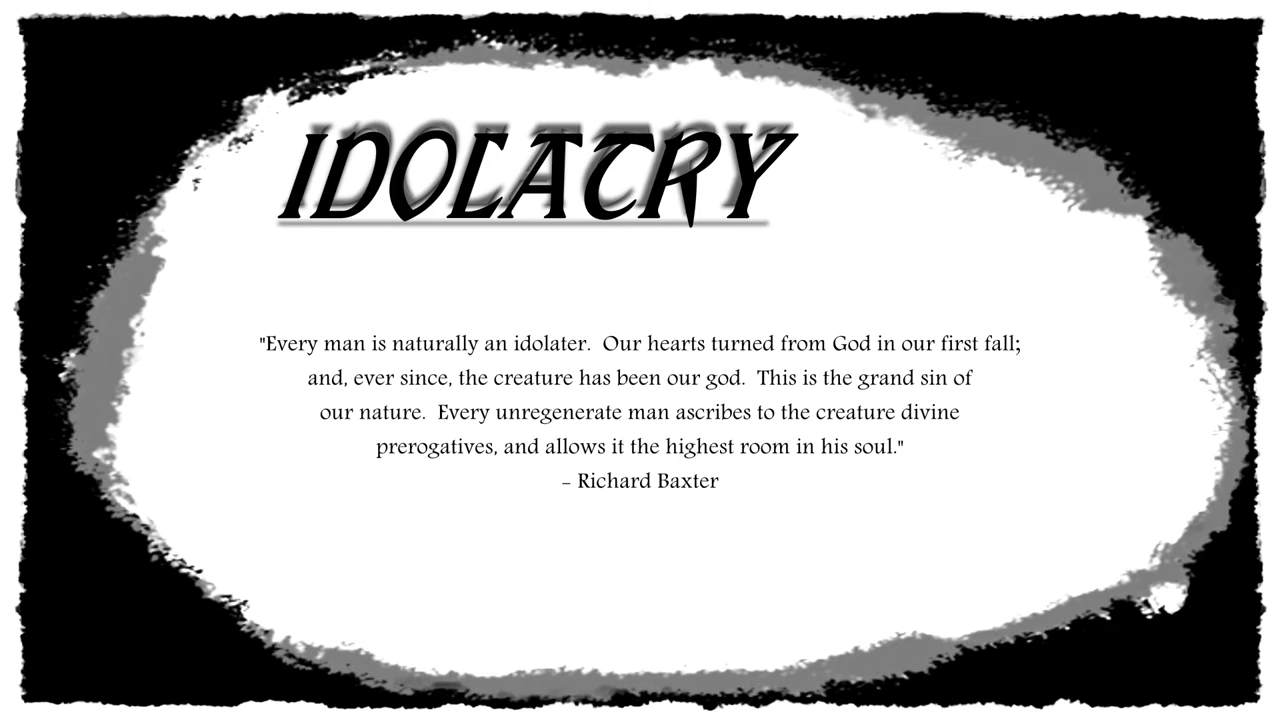 IDOLATRY
"Every man is naturally an idolater.  Our hearts turned from God in our first fall;
and, ever since, the creature has been our god.  This is the grand sin of
our nature.  Every unregenerate man ascribes to the creature divine
prerogatives, and allows it the highest room in his soul."
– Richard Baxter